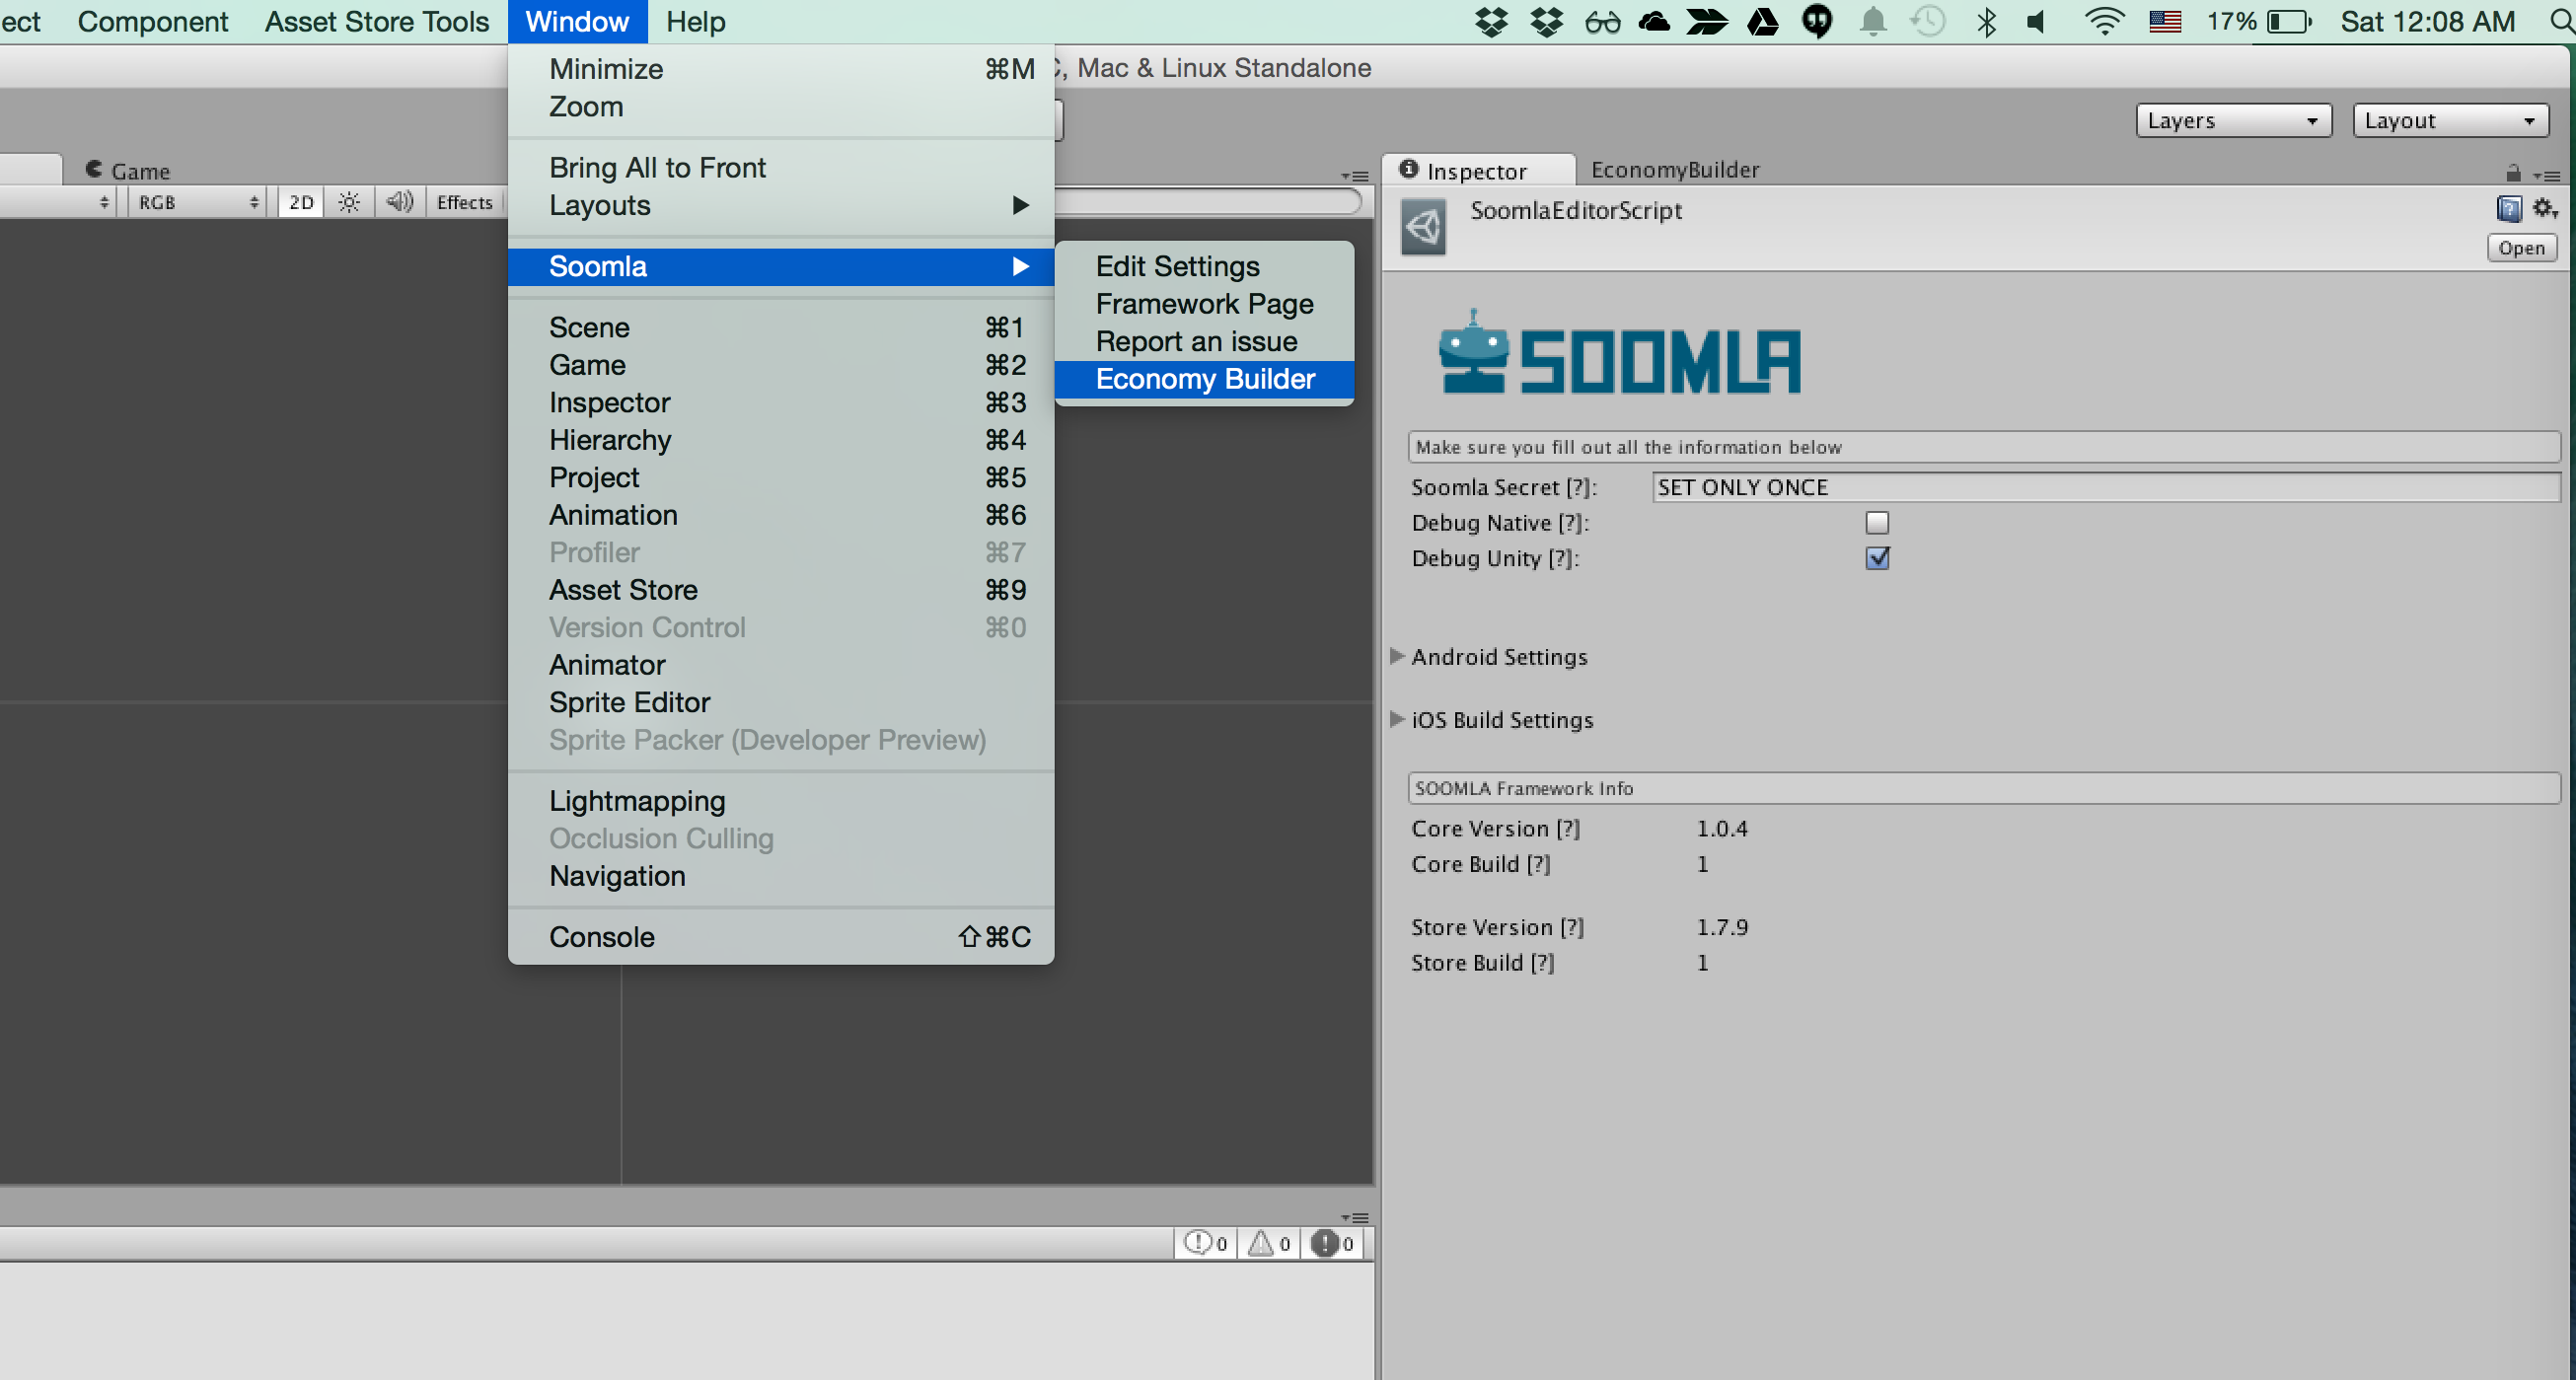 ect Component Asset Store Tools Window Help 17% Sat 12:08 AM
, Mac & Linux Standalone
Layers Layout
Game
RGB 2D Effects
Minimize ⌘M
Zoom
Bring All to Front
Layouts
Soomla
Scene ⌘1
Game ⌘2
Inspector ⌘3
Hierarchy ⌘4
Project ⌘5
Animation ⌘6
Profiler ⌘7
Asset Store ⌘9
Version Control ⌘0
Animator
Sprite Editor
Sprite Packer (Developer Preview)
Lightmapping
Occlusion Culling
Navigation
Console ⇧⌘C
Edit Settings
Framework Page
Report an issue
Economy Builder
Inspector EconomyBuilder
SoomlaEditorScript
Open
SOOMLA
Make sure you fill out all the information below
Soomla Secret [?]: SET ONLY ONCE
Debug Native [?]:
Debug Unity [?]:
Android Settings
iOS Build Settings
SOOMLA Framework Info
Core Version [?] 1.0.4
Core Build [?] 1
Store Version [?] 1.7.9
Store Build [?] 1
0 0 0